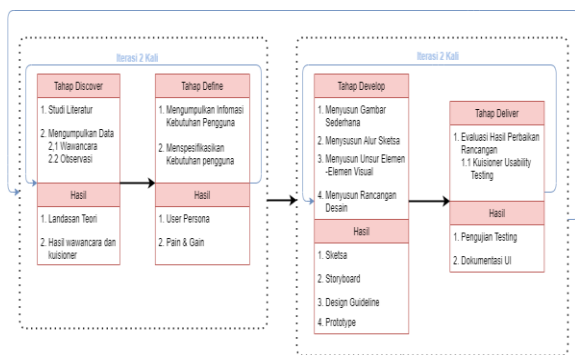 Iterasi 2 Kali
Tahap Discover
1. Studi Literatur
2. Mengumpulkan Data
2.1 Wawancara
2.2 Observasi
Hasil
1. Landasan Teori
2. Hasil wawancara dan
kuisioner
Tahap Define
1. Mengumpulkan Informasi
Kebutuhan Pengguna
2. Menspesifikasikan
Kebutuhan pengguna
Hasil
1. User Persona
2. Pain & Gain
Iterasi 2 Kali
Tahap Develop
1. Menyusun Gambar
Sederhana
2. Menysusun Alur Sketsa
3. Menyusun Unsur Elemen
-Elemen Visual
4. Menyusun Rancangan
Desain
Hasil
1. Sketsa
2. Storyboard
3. Design Guideline
4. Prototype
Tahap Deliver
1. Evaluasi Hasil Perbaikan
Rancangan
1.1 Kuisioner Usability
Testing
Hasil
1. Pengujian Testing
2. Dokumentasi UI